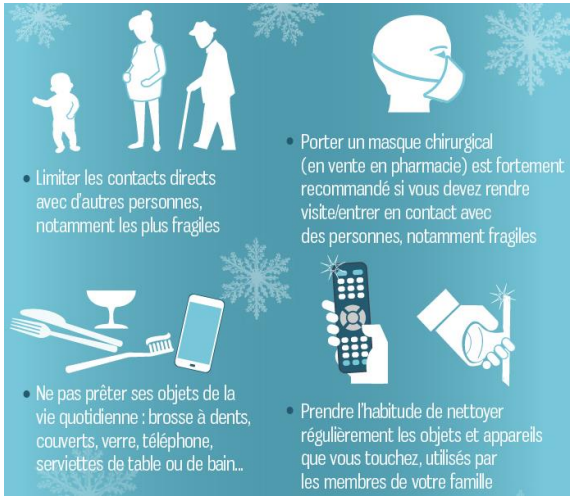 • Limiter les contacts directs
avec d'autres personnes,
notamment les plus fragiles
• Porter un masque chirurgical
(en vente en pharmacie) est fortement
recommandé si vous devez rendre
visite/entrer en contact avec
des personnes, notamment fragiles
• Ne pas prêter ses objets de la
vie quotidienne : brosse à dents,
couverts, verre, téléphone,
serviettes de table ou de bain...
• Prendre l'habitude de nettoyer
régulièrement les objets et appareils
que vous touchez, utilisés par
les membres de votre famille